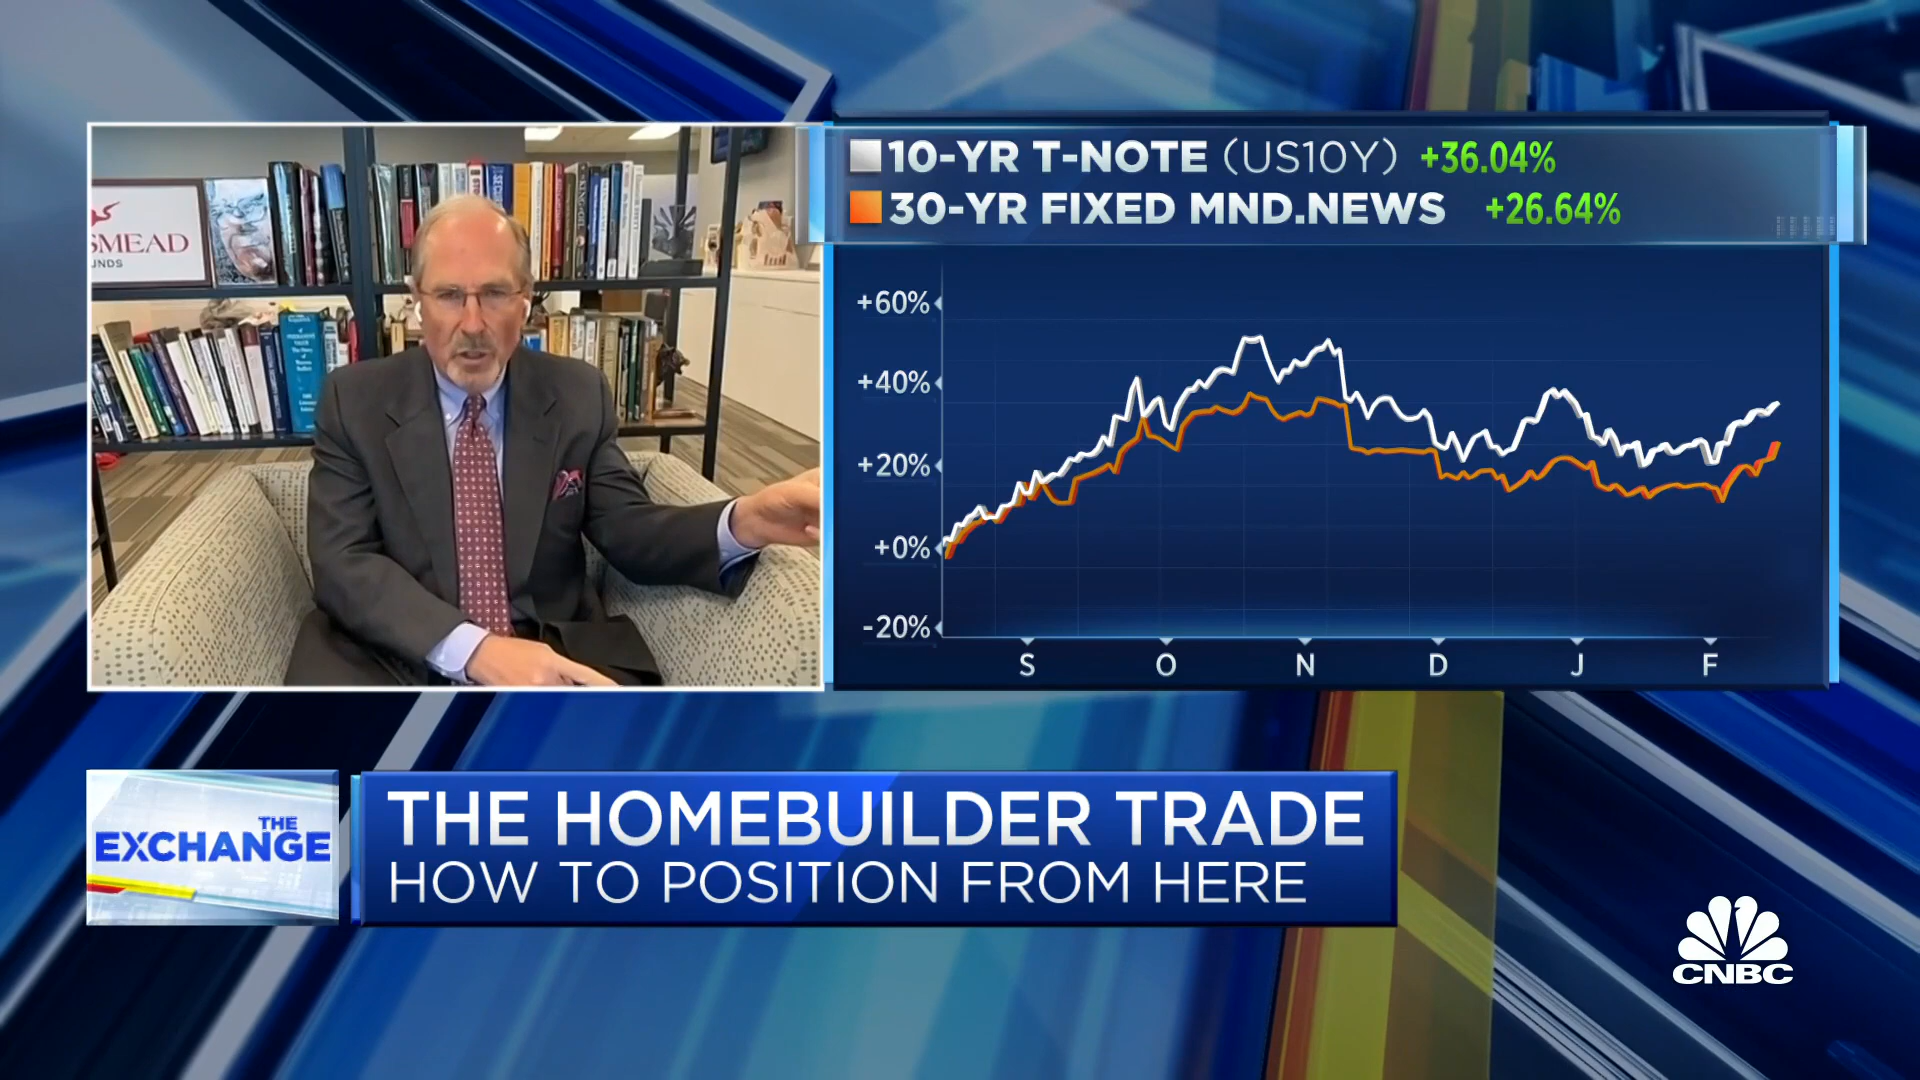 10-YR T-NOTE (US10Y) +36.04%
30-YR FIXED MND.NEWS +26.64%
SMEAD
UNDS
+60%
+40%
+20%
+0%
-20%
S O N D J F
THE
EXCHANGE
THE HOMEBUILDER TRADE
HOW TO POSITION FROM HERE
CNBC